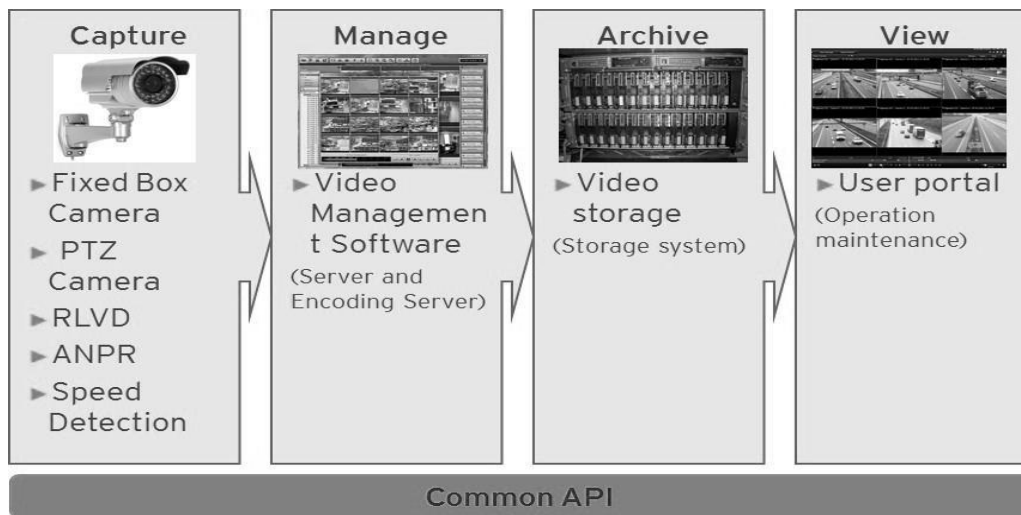 Capture
Fixed Box
Camera
PTZ
Camera
RLVD
ANPR
Speed
Detection
Manage
Video
Managemen
t Software
(Server and
Encoding Server)
Archive
Video
storage
(Storage system)
View
User portal
(Operation
maintenance)
Common API